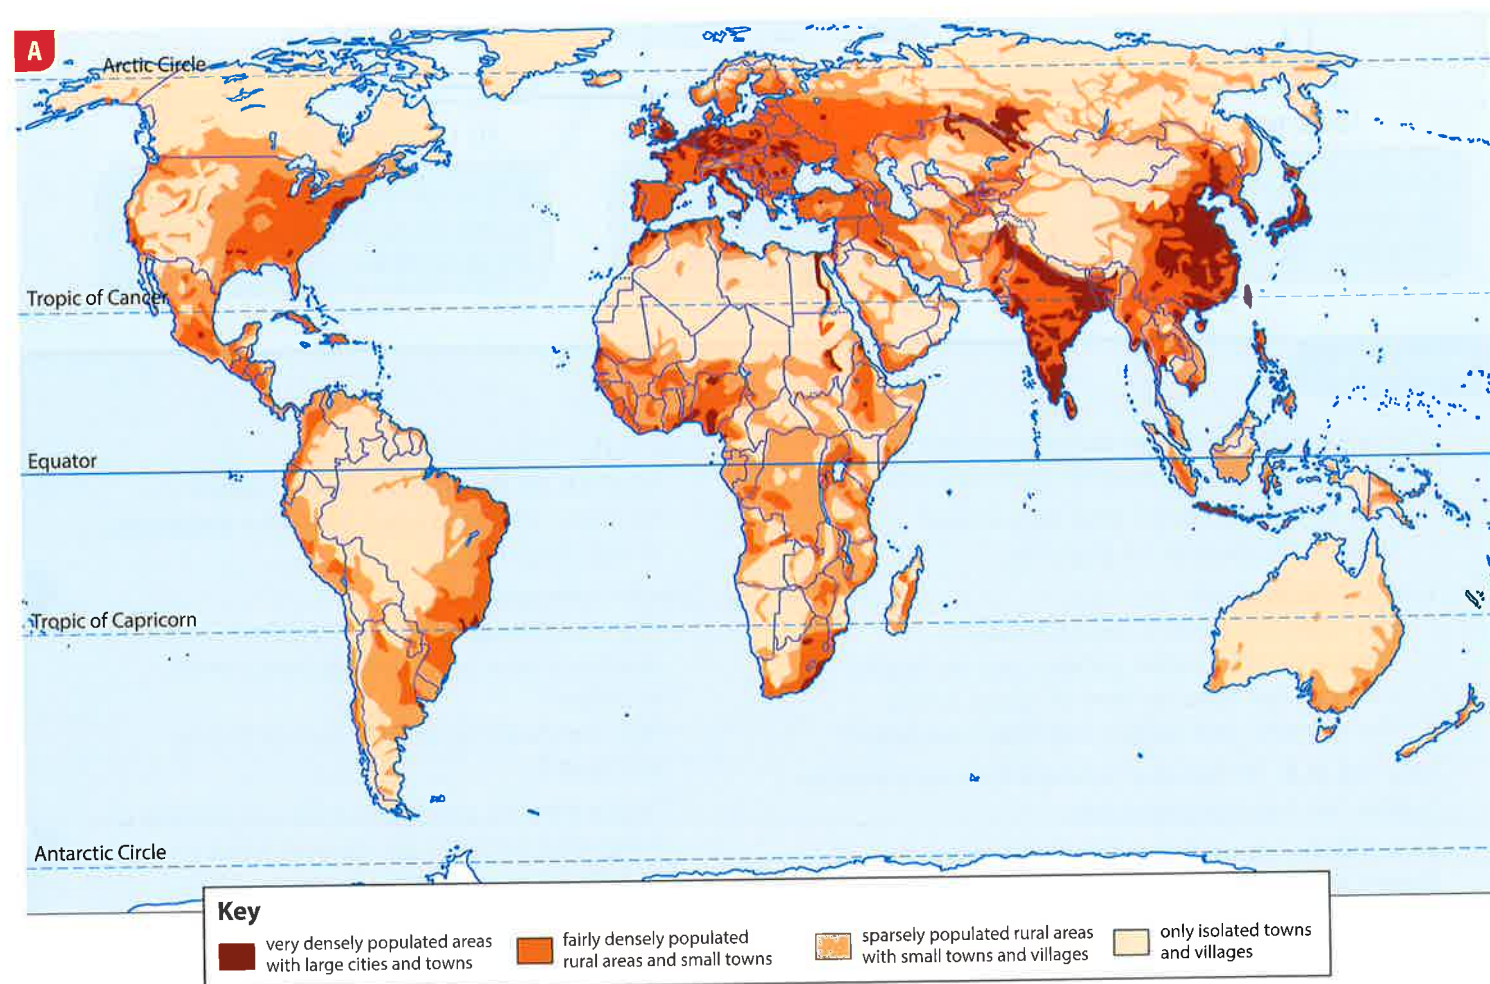 A
Arctic Circle
Tropic of Cancer
Equator
Tropic of Capricorn
Antarctic Circle
Key
very densely populated areas
with large cities and towns
fairly densely populated
rural areas and small towns
sparsely populated rural areas
with small towns and villages
only isolated towns
and villages